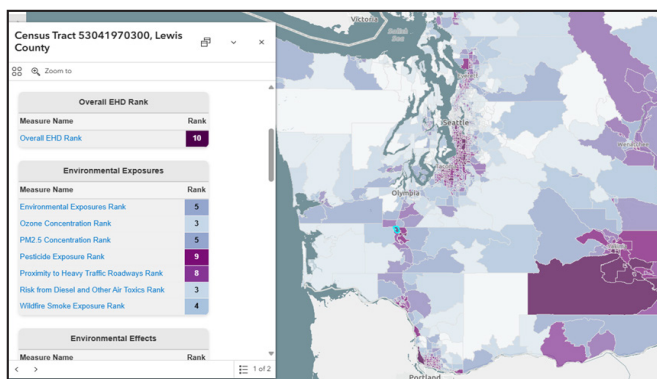 Census Tract 53041970300, Lewis
County
Zoom to
Overall EHD Rank
Measure Name Rank
Overall EHD Rank 10
Environmental Exposures
Measure Name Rank
Environmental Exposures Rank 5
Ozone Concentration Rank 3
PM2.5 Concentration Rank 5
Pesticide Exposure Rank 9
Proximity to Heavy Traffic Roadways Rank 8
Risk from Diesel and Other Air Toxics Rank 3
Wildfire Smoke Exposure Rank 4
Environmental Effects
Measure Name Rank
1 of 2
Victoria
Seattle
Olympia
Portland